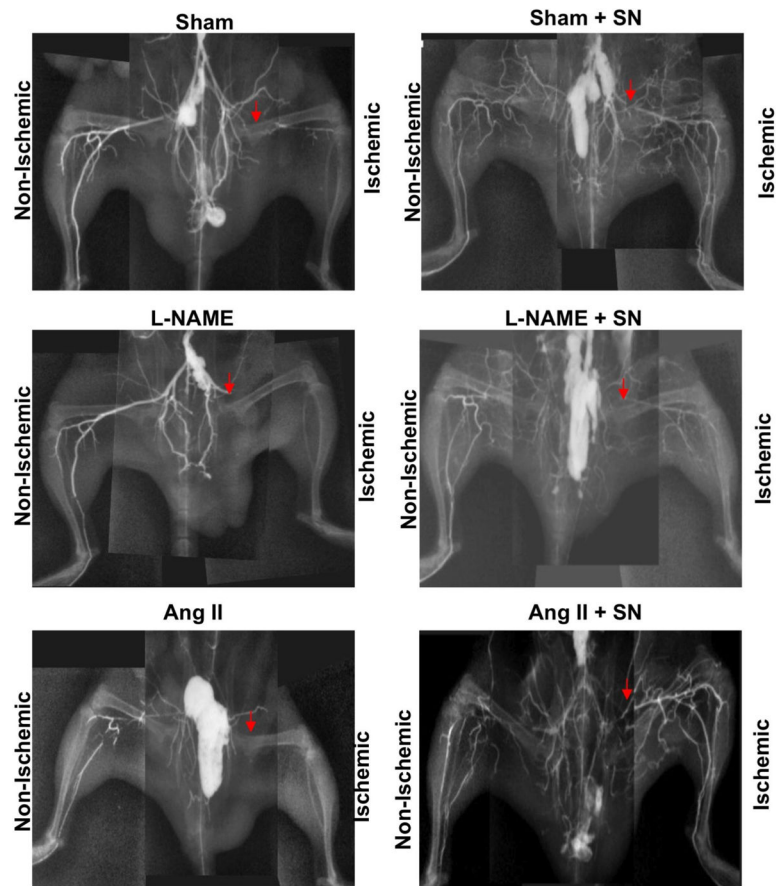 Sham
Non-Ischemic
Ischemic
Sham + SN
Non-Ischemic
Ischemic
L-NAME
Non-Ischemic
Ischemic
L-NAME + SN
Non-Ischemic
Ischemic
Ang II
Non-Ischemic
Ischemic
Ang II + SN
Non-Ischemic
Ischemic